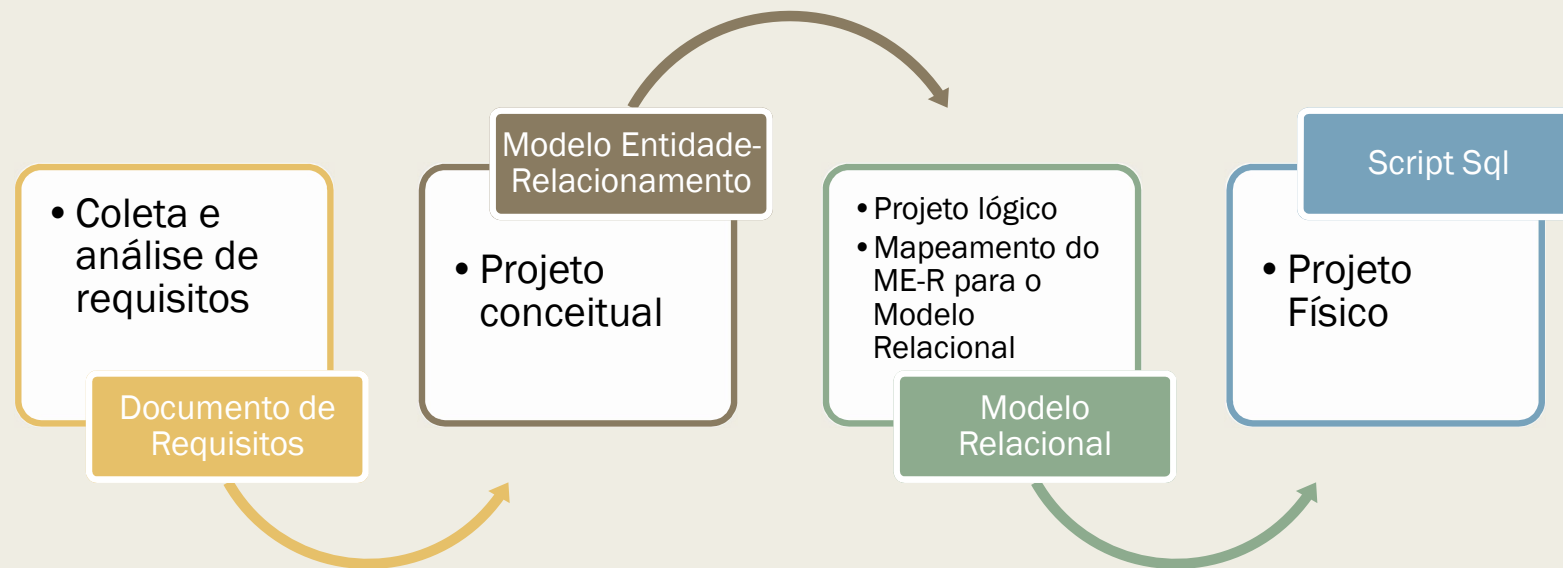 • Coleta e
análise de
requisitos
Documento de
Requisitos
Modelo Entidade-
Relacionamento
• Projeto
conceitual
• Projeto lógico
• Mapeamento do
ME-R para o
Modelo
Relacional
Modelo
Relacional
Script Sql
• Projeto
Físico